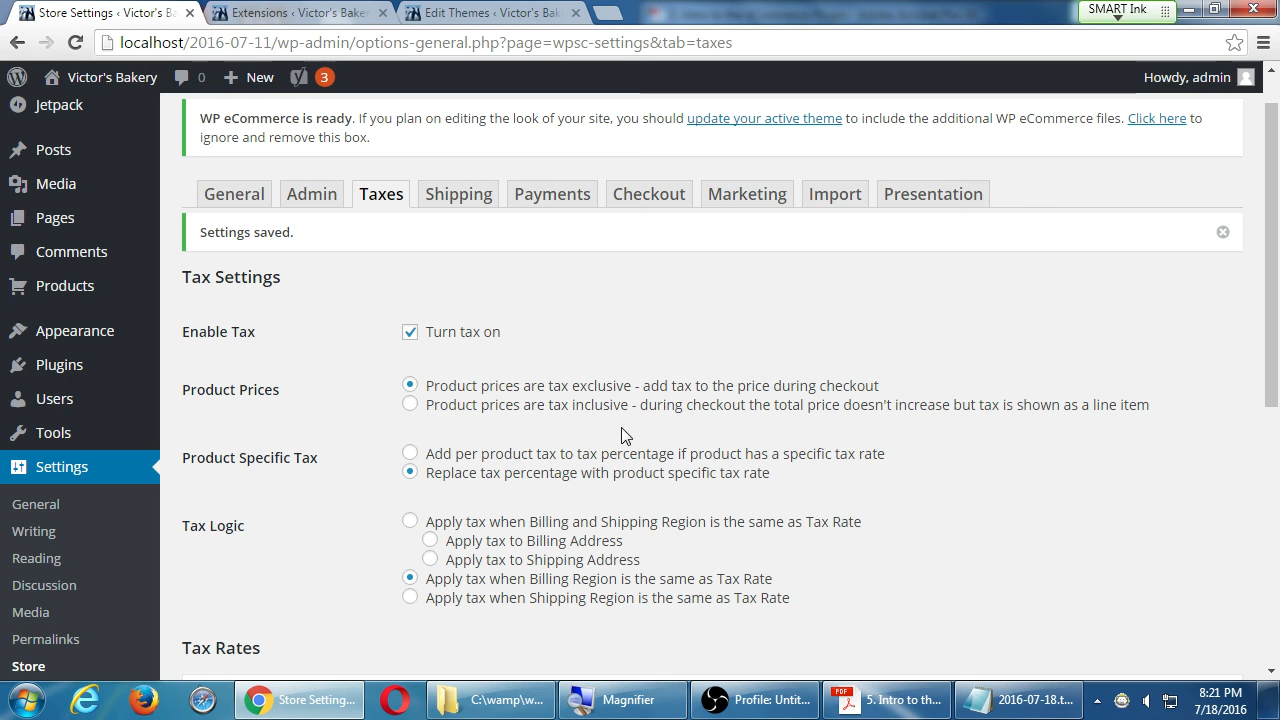 Store Settings ‹ Victor's B
Extensions ‹ Victor's Bake
Edit Themes ‹ Victor's Ba
SMART Ink
localhost/2016-07-11/wp-admin/options-general.php?page=wpsc-settings&tab=taxes
Victor's Bakery 0 New 3 Howdy, admin
Jetpack
Posts
Media
Pages
Comments
Products
Appearance
Plugins
Users
Tools
Settings
General
Writing
Reading
Discussion
Media
Permalinks
Store
WP eCommerce is ready. If you plan on editing the look of your site, you should update your active theme to include the additional WP eCommerce files. Click here to
ignore and remove this box.
General Admin Taxes Shipping Payments Checkout Marketing Import Presentation
Settings saved.
Tax Settings
Enable Tax Turn tax on
Product Prices Product prices are tax exclusive - add tax to the price during checkout
Product prices are tax inclusive - during checkout the total price doesn't increase but tax is shown as a line item
Product Specific Tax Add per product tax to tax percentage if product has a specific tax rate
Replace tax percentage with product specific tax rate
Tax Logic Apply tax when Billing and Shipping Region is the same as Tax Rate
Apply tax to Billing Address
Apply tax to Shipping Address
Apply tax when Billing Region is the same as Tax Rate
Apply tax when Shipping Region is the same as Tax Rate
Tax Rates
Store Setting... C:\wamp\w... Magnifier Profile: Untit... PDF 5. Intro to th... 2016-07-18.t... 8:21 PM
7/18/2016